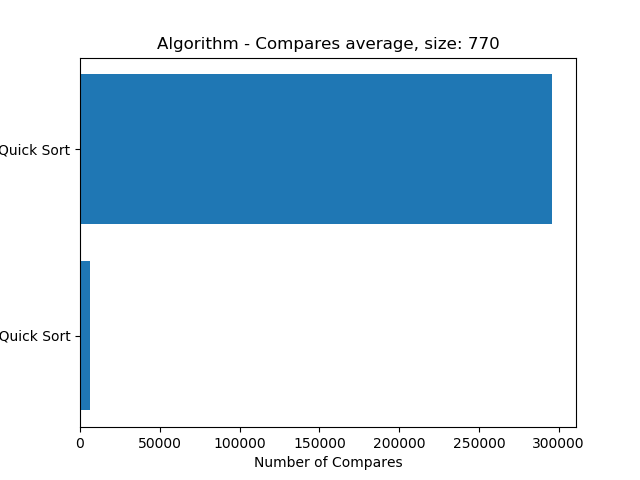 Algorithm - Compares average, size: 770
Quick Sort
Quick Sort
0 50000 100000 150000 200000 250000 300000
Number of Compares